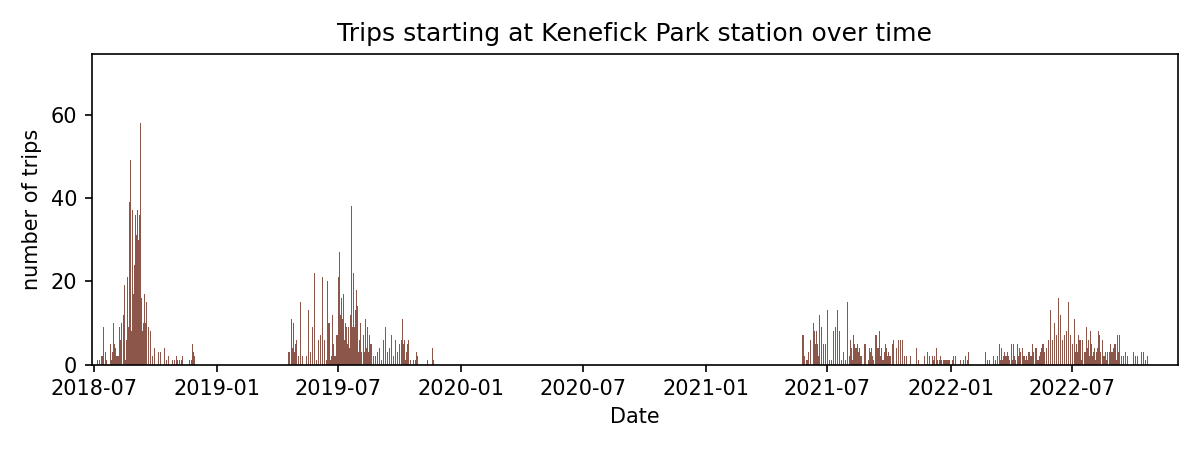 Trips starting at Kenefick Park station over time
number of trips
60
40
20
0
2018-07 2019-01 2019-07 2020-01 2020-07 2021-01 2021-07 2022-01 2022-07
Date